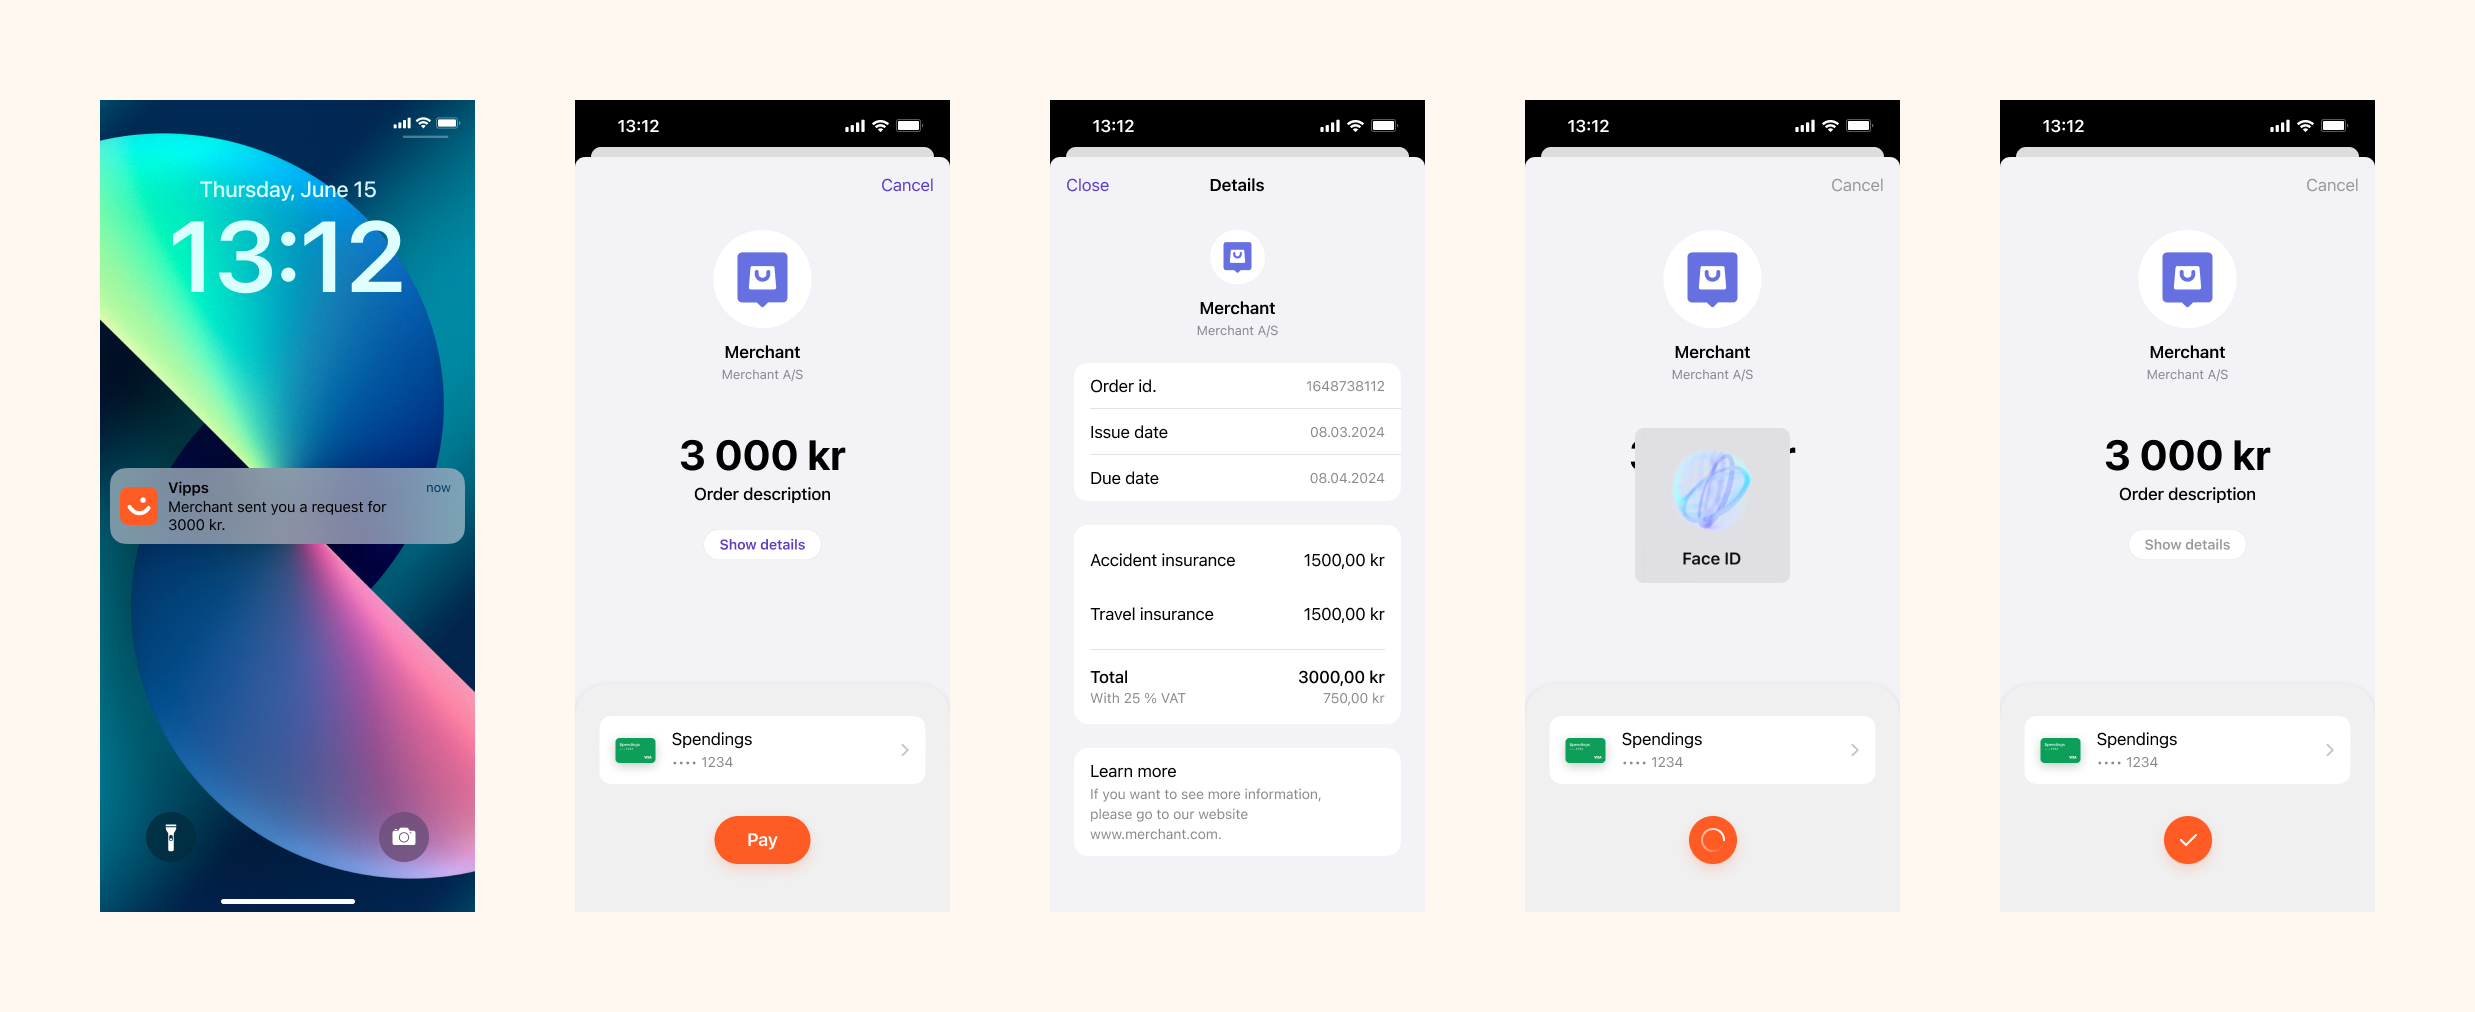 Thursday, June 15
13:12
Vipps
now
Merchant sent you a request for
3000 kr.
13:12
Cancel
Merchant
Merchant A/S
3 000 kr
Order description
Show details
Spendings
•••• 1234
Pay
13:12
Close
Details
Merchant
Merchant A/S
Order id.
1648738112
Issue date
08.03.2024
Due date
08.04.2024
Accident insurance
1500,00 kr
Travel insurance
1500,00 kr
Total
3000,00 kr
With 25 % VAT
750,00 kr
Learn more
If you want to see more information,
please go to our website
www.merchant.com.
13:12
Cancel
Merchant
Merchant A/S
Face ID
Spendings
•••• 1234
13:12
Cancel
Merchant
Merchant A/S
3 000 kr
Order description
Show details
Spendings
•••• 1234